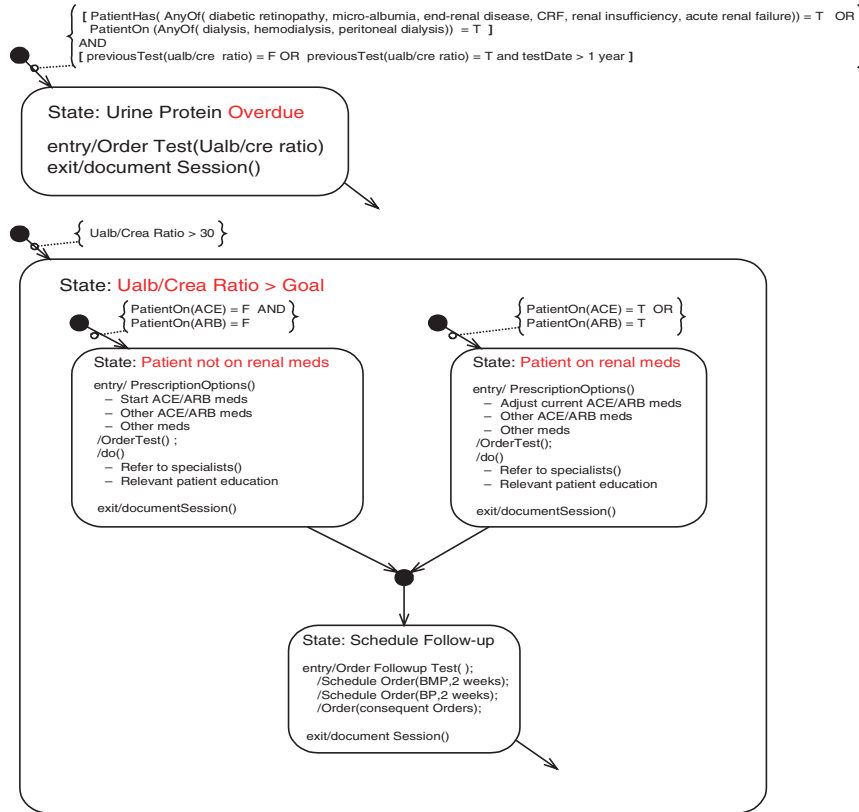 [ PatientHas( AnyOf( diabetic retinopathy, micro-albumia, end-renal disease, CRF, renal insufficiency, acute renal failure)) = T OR
PatientOn (AnyOf( dialysis, hemodialysis, peritoneal dialysis)) = T ]
AND
[ previousTest(ualb/cre ratio) = F OR previousTest(ualb/cre ratio) = T and testDate > 1 year ]
State: Urine Protein Overdue
entry/Order Test(Ualb/cre ratio)
exit/document Session()
Ualb/Crea Ratio > 30
State: Ualb/Crea Ratio > Goal
PatientOn(ACE) = F AND
PatientOn(ARB) = F
State: Patient not on renal meds
entry/ PrescriptionOptions()
– Start ACE/ARB meds
– Other ACE/ARB meds
– Other meds
/OrderTest() ;
/do()
– Refer to specialists()
– Relevant patient education
exit/documentSession()
PatientOn(ACE) = T OR
PatientOn(ARB) = T
State: Patient on renal meds
entry/ PrescriptionOptions()
– Adjust current ACE/ARB meds
– Other ACE/ARB meds
– Other meds
/OrderTest();
/do()
– Refer to specialists()
– Relevant patient education
exit/documentSession()
State: Schedule Follow-up
entry/Order Followup Test( );
/Schedule Order(BMP,2 weeks);
/Schedule Order(BP,2 weeks);
/Order(consequent Orders);
exit/document Session()